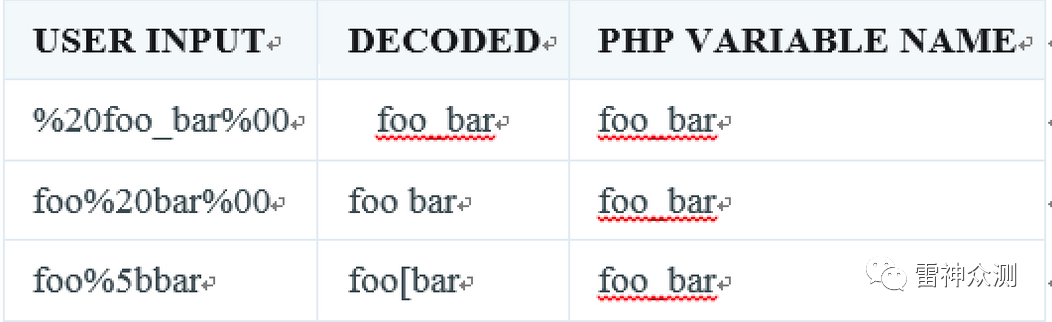 USER INPUT DECODED PHP VARIABLE NAME
%20foo_bar%00 foo_bar foo_bar
foo%20bar%00 foo bar foo_bar
foo%5bbar foo[bar foo_bar
雷神众测